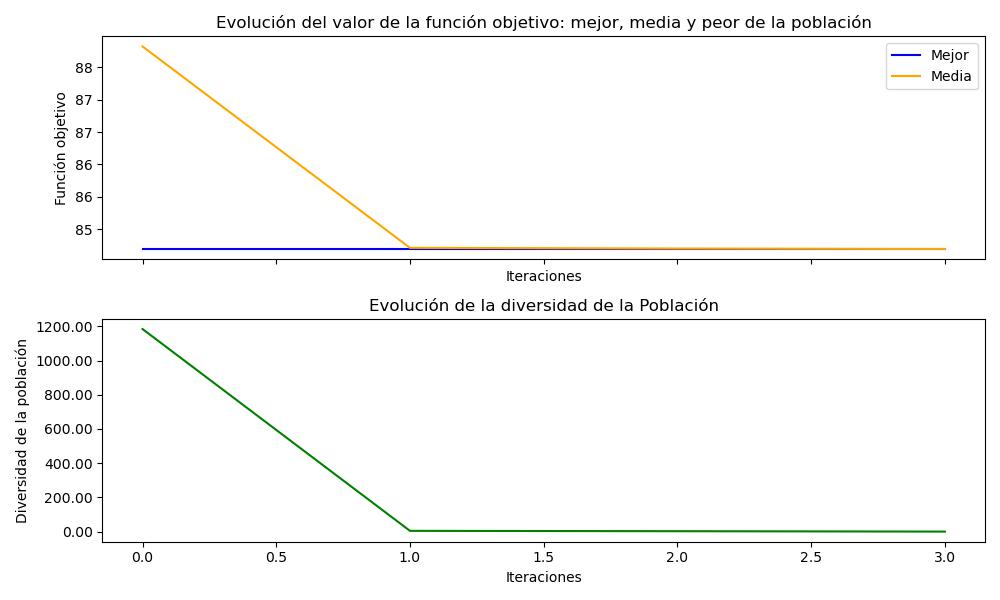 Evolución del valor de la función objetivo: mejor, media y peor de la población
Función objetivo
88
87
87
86
86
85
Mejor
Media
Iteraciones
Evolución de la diversidad de la Población
Diversidad de la población
1200.00
1000.00
800.00
600.00
400.00
200.00
0.00
0.0 0.5 1.0 1.5 2.0 2.5 3.0
Iteraciones